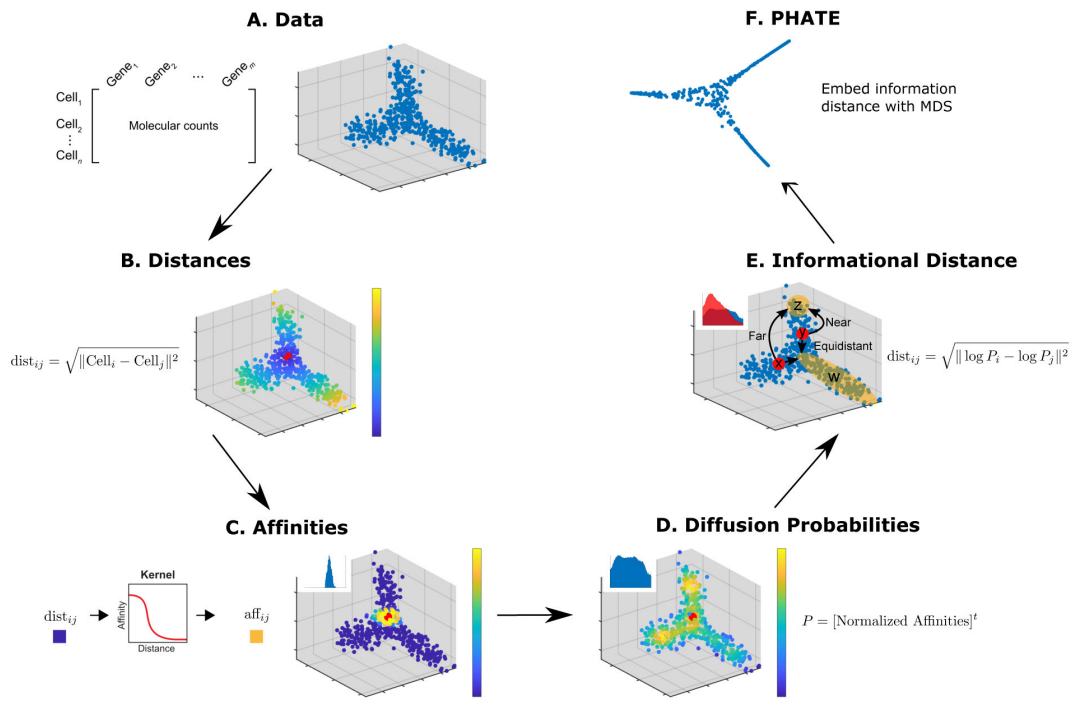 A. Data
Gene₁ Gene₂ ... Geneₘ
Cell₁
Cell₂
⋮
Cellₙ
Molecular counts
B. Distances
distᵢⱼ = √‖Cellᵢ − Cellⱼ‖²
C. Affinities
distᵢⱼ
Kernel
Affinity
Distance
affᵢⱼ
D. Diffusion Probabilities
P = [Normalized Affinities]ᵗ
E. Informational Distance
Z
Near
Far
y
Equidistant
X
W
distᵢⱼ = √‖ log Pᵢ − log Pⱼ‖²
F. PHATE
Embed information
distance with MDS